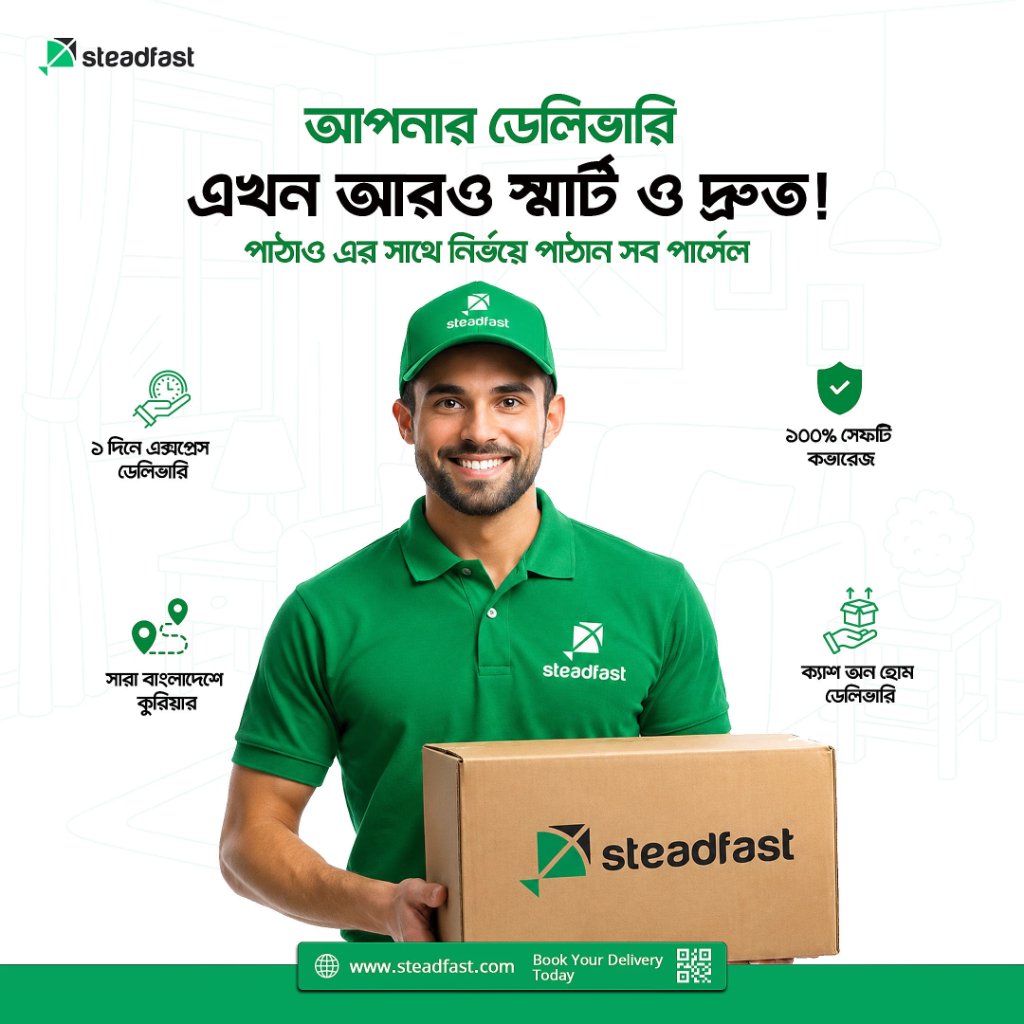 steadfast
আপনার ডেলিভারি
এখন আরও স্মার্ট ও দ্রুত!
পাঠাও এর সাথে নির্ভয়ে পাঠান সব পার্সেল
steadfast
১ দিনে এক্সপ্রেস
ডেলিভারি
১০০% সেফটি
কভারেজ
সারা বাংলাদেশে
কুরিয়ার
steadfast
ক্যাশ অন হোম
ডেলিভারি
steadfast
www.steadfast.com
Book Your Delivery
Today